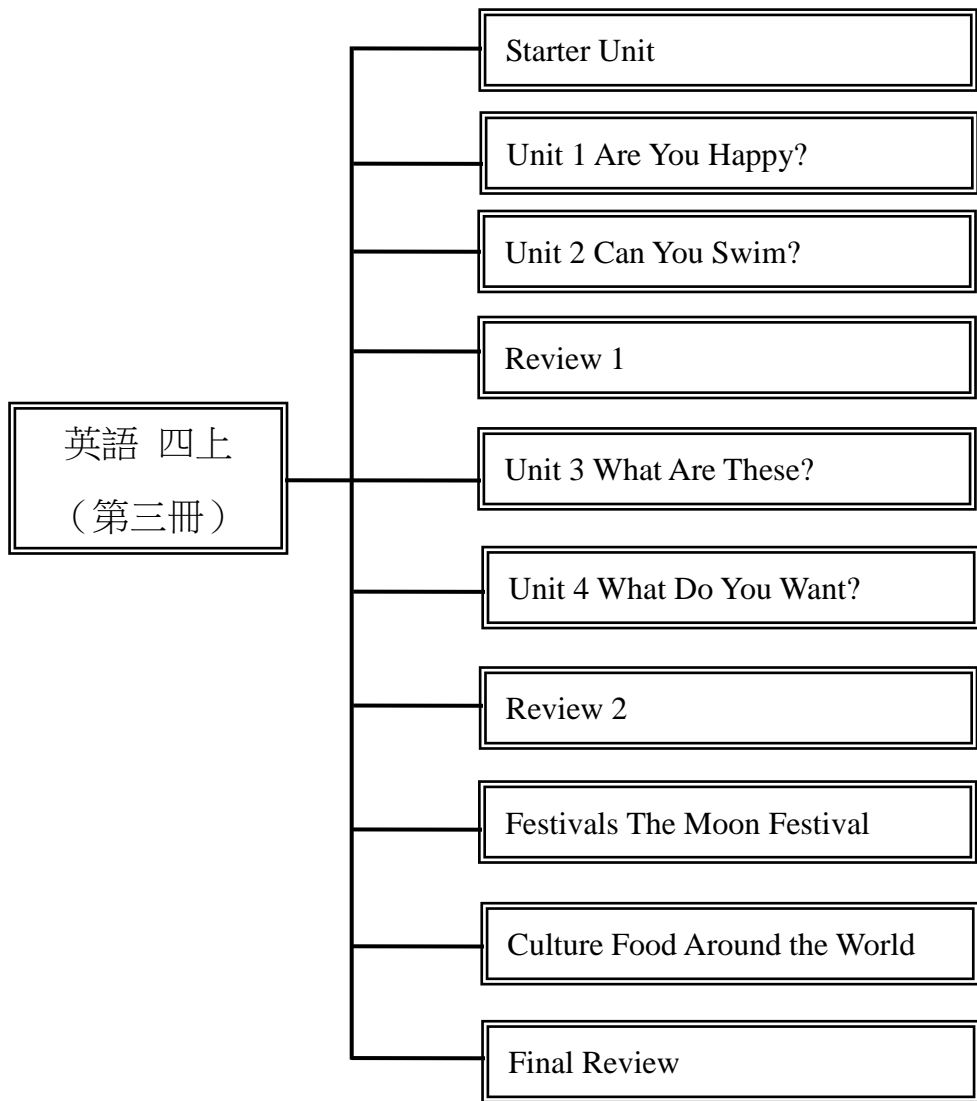 Starter Unit
Unit 1 Are You Happy?
Unit 2 Can You Swim?
Review 1
英語 四上
（第三冊）
Unit 3 What Are These?
Unit 4 What Do You Want?
Review 2
Festivals The Moon Festival
Culture Food Around the World
Final Review